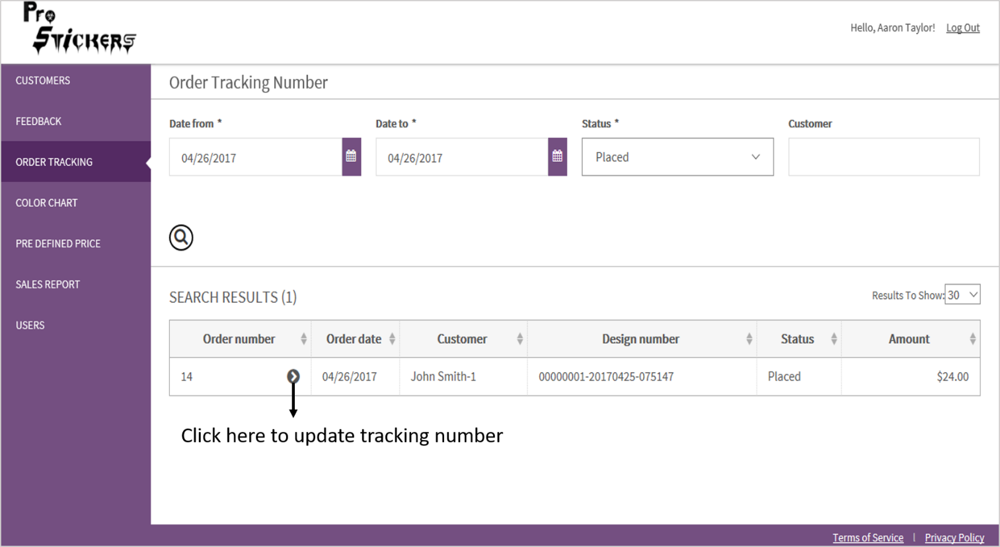 Pro
Stickers
Hello, Aaron Taylor! Log Out
CUSTOMERS
FEEDBACK
ORDER TRACKING
COLOR CHART
PRE DEFINED PRICE
SALES REPORT
USERS
Order Tracking Number
Date from * Date to * Status * Customer
04/26/2017 04/26/2017 Placed
SEARCH RESULTS (1)
Results To Show: 30
Order number Order date Customer Design number Status Amount
14 04/26/2017 John Smith-1 00000001-20170425-075147 Placed $24.00
Click here to update tracking number
Terms of Service | Privacy Policy